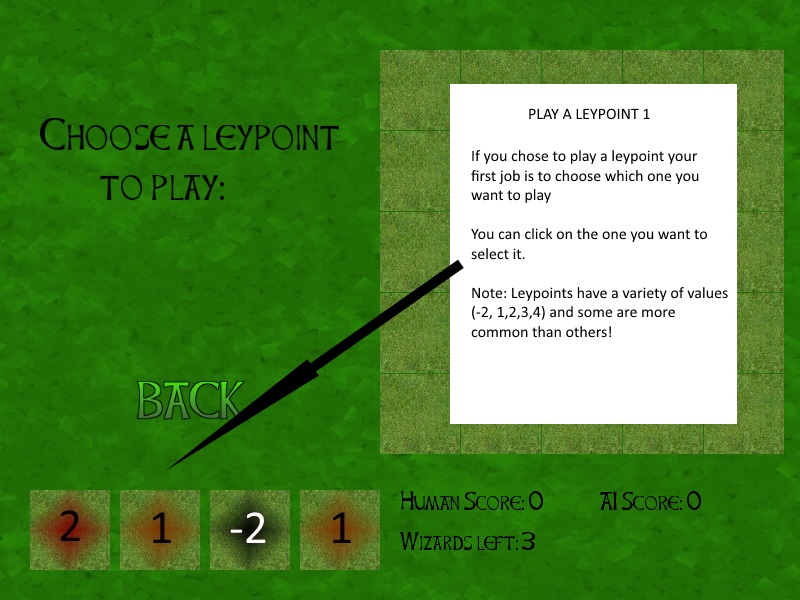 Choose a leypoint
to play:
PLAY A LEYPOINT 1
If you chose to play a leypoint your
first job is to choose which one you
want to play
You can click on the one you want to
select it.
Note: Leypoints have a variety of values
(-2, 1,2,3,4) and some are more
common than others!
BACK
2 1 -2 1
Human Score: 0 AI Score: 0
Wizards left: 3